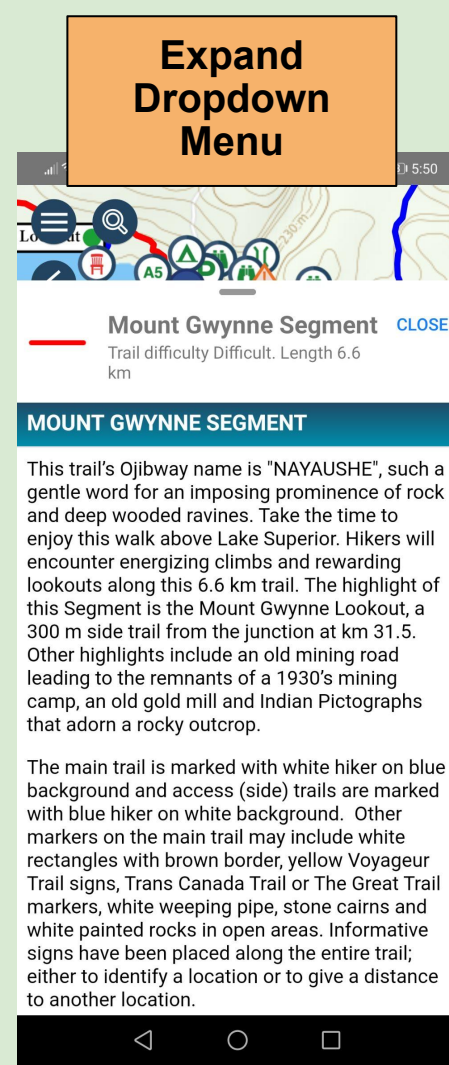 Expand
Dropdown
Menu
5:50
230 m
A5
Mount Gwynne Segment CLOSE
Trail difficulty Difficult. Length 6.6
km
MOUNT GWYNNE SEGMENT
This trail’s Ojibway name is "NAYAUSHE", such a
gentle word for an imposing prominence of rock
and deep wooded ravines. Take the time to
enjoy this walk above Lake Superior. Hikers will
encounter energizing climbs and rewarding
lookouts along this 6.6 km trail. The highlight of
this Segment is the Mount Gwynne Lookout, a
300 m side trail from the junction at km 31.5.
Other highlights include an old mining road
leading to the remnants of a 1930’s mining
camp, an old gold mill and Indian Pictographs
that adorn a rocky outcrop.
The main trail is marked with white hiker on blue
background and access (side) trails are marked
with blue hiker on white background.  Other
markers on the main trail may include white
rectangles with brown border, yellow Voyageur
Trail signs, Trans Canada Trail or The Great Trail
markers, white weeping pipe, stone cairns and
white painted rocks in open areas. Informative
signs have been placed along the entire trail;
either to identify a location or to give a distance
to another location.